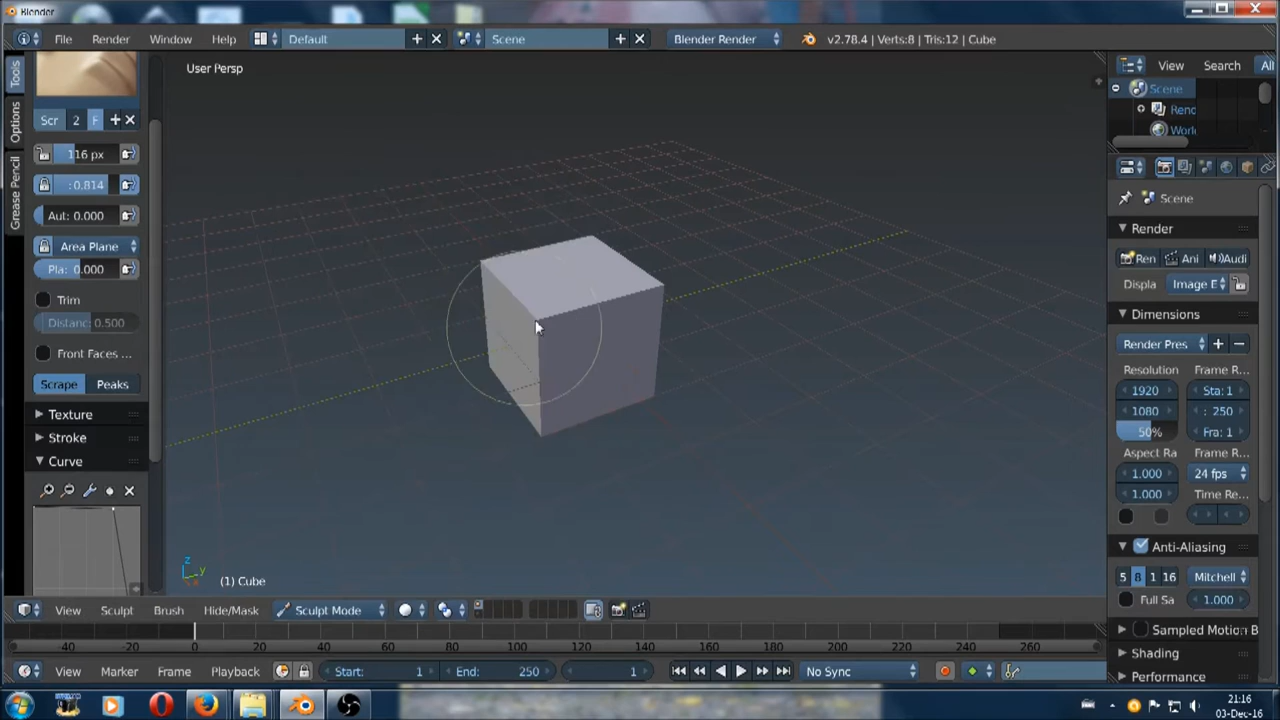 Blender
File Render Window Help Default Scene Blender Render v2.78.4 | Verts:8 | Tris:12 | Cube
User Persp
View Search All
Scene
Rend
World
Tools
Options
Grease Pencil
Scr 2 F
116 px
:0.814
Aut: 0.000
Area Plane
Pla: 0.000
Trim
Distanc: 0.500
Front Faces ...
Scrape Peaks
Texture
Stroke
Curve
Scene
Render
Ren Ani Audi
Displa Image E
Dimensions
Render Pres
Resolution Frame R...
1920 Sta: 1
1080 : 250
50% Fra: 1
Aspect Ra Frame R...
1.000 24 fps
1.000 Time Re...
Anti-Aliasing
5 8 1 16 Mitchell
Full Sa 1.000
Sampled Motion B
Shading
Performance
z
y
(1) Cube
View Sculpt Brush Hide/Mask Sculpt Mode
-40 -20 0 20 40 60 80 100 120 140 160 180 200 220 240 260
View Marker Frame Playback Start: 1 End: 250 1 No Sync
21:16
03-Dec-16